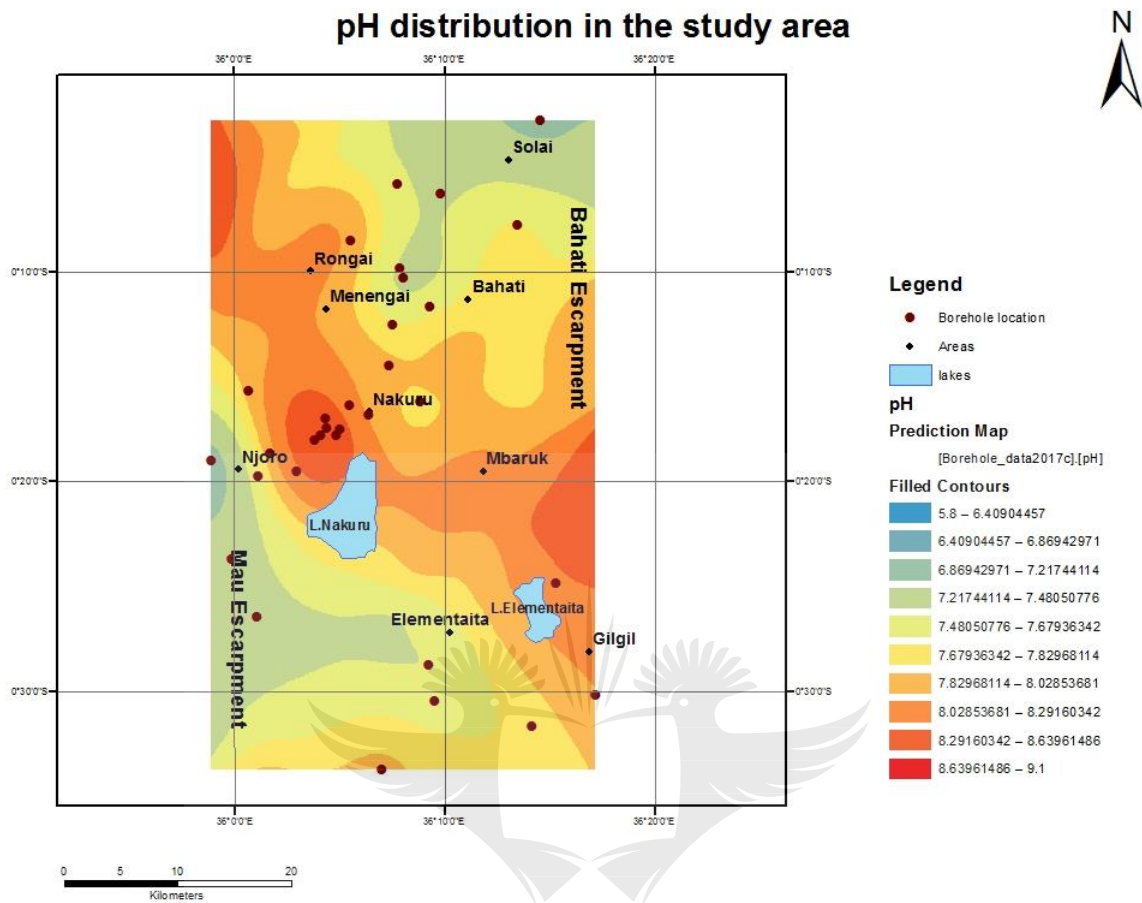 pH distribution in the study area
N
36°0'0"E 36°10'0"E 36°20'0"E
Solai
Bahati Escarpment
0°10'0"S Rongai 0°10'0"S
Menengai
Bahati
Legend
Borehole location
Areas
lakes
pH
Prediction Map
[Borehole_data2017c].[pH]
Filled Contours
5.8 – 6.40904457
6.40904457 – 6.86942971
6.86942971 – 7.21744114
7.21744114 – 7.48050776
7.48050776 – 7.67936342
7.67936342 – 7.82968114
7.82968114 – 8.02853681
8.02853681 – 8.29160342
8.29160342 – 8.63961486
8.63961486 – 9.1
Nakuru
Njoro
Mbaruk
0°20'0"S 0°20'0"S
L.Nakuru
Mau Escarpment
L.Elementaita
Elementaita
Gilgil
0°30'0"S 0°30'0"S
36°0'0"E 36°10'0"E 36°20'0"E
0 5 10 20
Kilometers